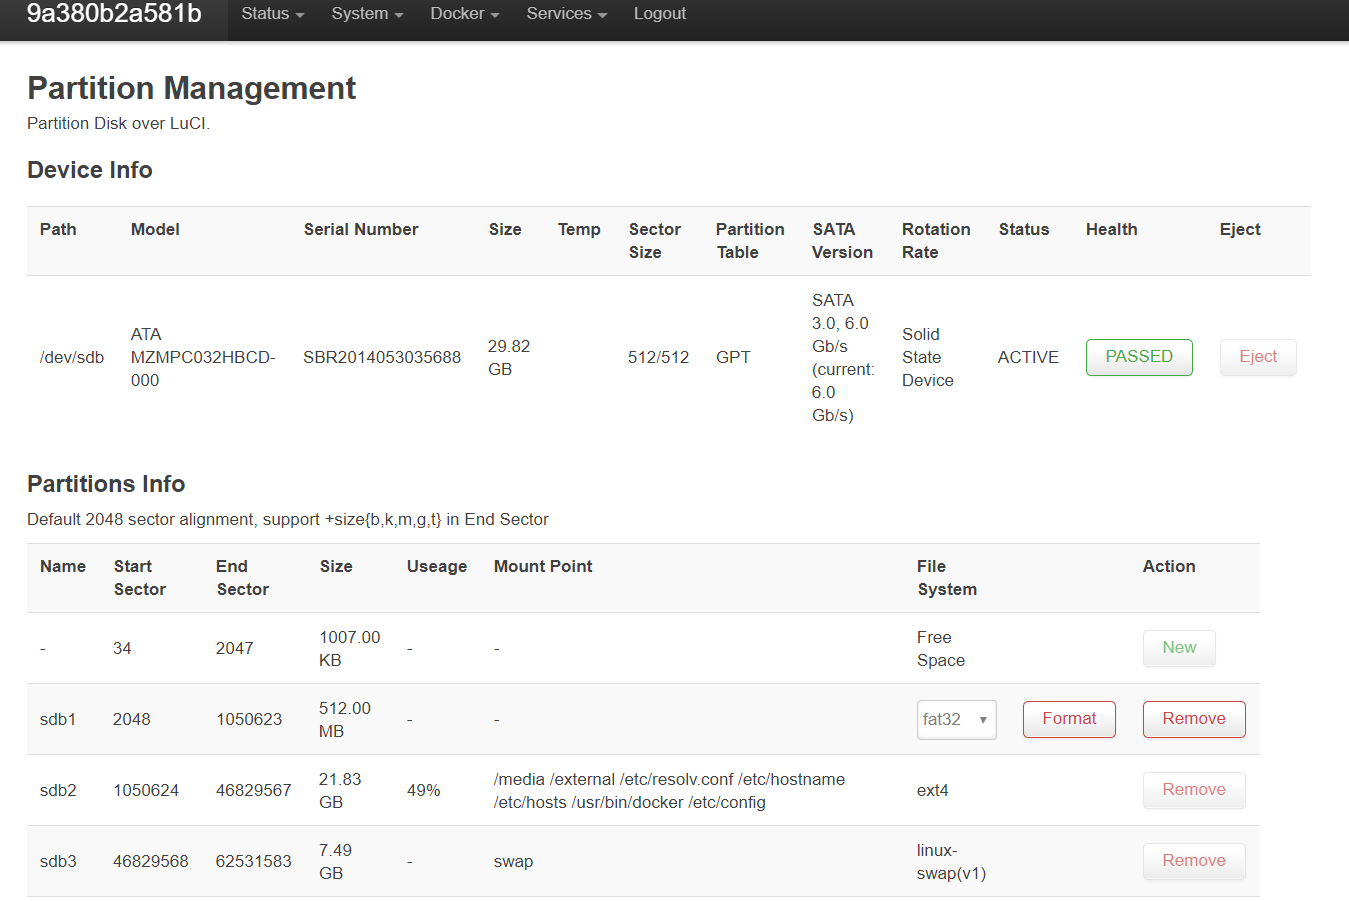 9a380b2a581b Status System Docker Services Logout
Partition Management
Partition Disk over LuCI.
Device Info
Path Model Serial Number Size Temp Sector Size Partition Table SATA Version Rotation Rate Status Health Eject
/dev/sdb ATA MZMPC032HBCD-000 SBR2014053035688 29.82 GB 512/512 GPT SATA 3.0, 6.0 Gb/s (current: 6.0 Gb/s) Solid State Device ACTIVE PASSED Eject
Partitions Info
Default 2048 sector alignment, support +size{b,k,m,g,t} in End Sector
Name Start Sector End Sector Size Useage Mount Point File System Action
- 34 2047 1007.00 KB - - Free Space New
sdb1 2048 1050623 512.00 MB - - fat32 Format Remove
sdb2 1050624 46829567 21.83 GB 49% /media /external /etc/resolv.conf /etc/hostname /etc/hosts /usr/bin/docker /etc/config ext4 Remove
sdb3 46829568 62531583 7.49 GB - swap linux-swap(v1) Remove